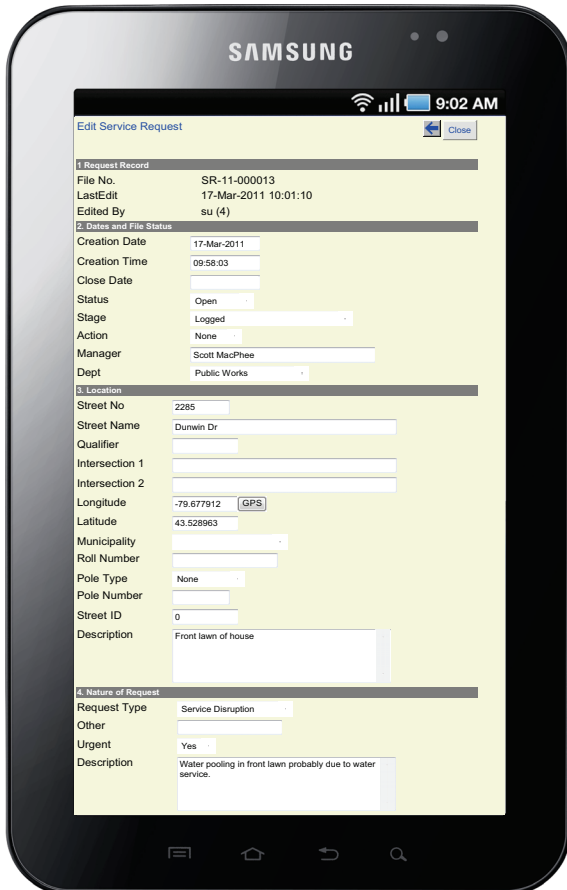 SAMSUNG
9:02 AM
Edit Service Request
Close
1 Request Record
File No. SR-11-000013
LastEdit 17-Mar-2011 10:01:10
Edited By su (4)
2. Dates and File Status
Creation Date 17-Mar-2011
Creation Time 09:58:03
Close Date
Status Open
Stage Logged
Action None
Manager Scott MacPhee
Dept Public Works
3. Location
Street No 2285
Street Name Dunwin Dr
Qualifier
Intersection 1
Intersection 2
Longitude -79.677912 GPS
Latitude 43.528963
Municipality
Roll Number
Pole Type None
Pole Number
Street ID 0
Description Front lawn of house
4. Nature of Request
Request Type Service Disruption
Other
Urgent Yes
Description Water pooling in front lawn probably due to water
service.